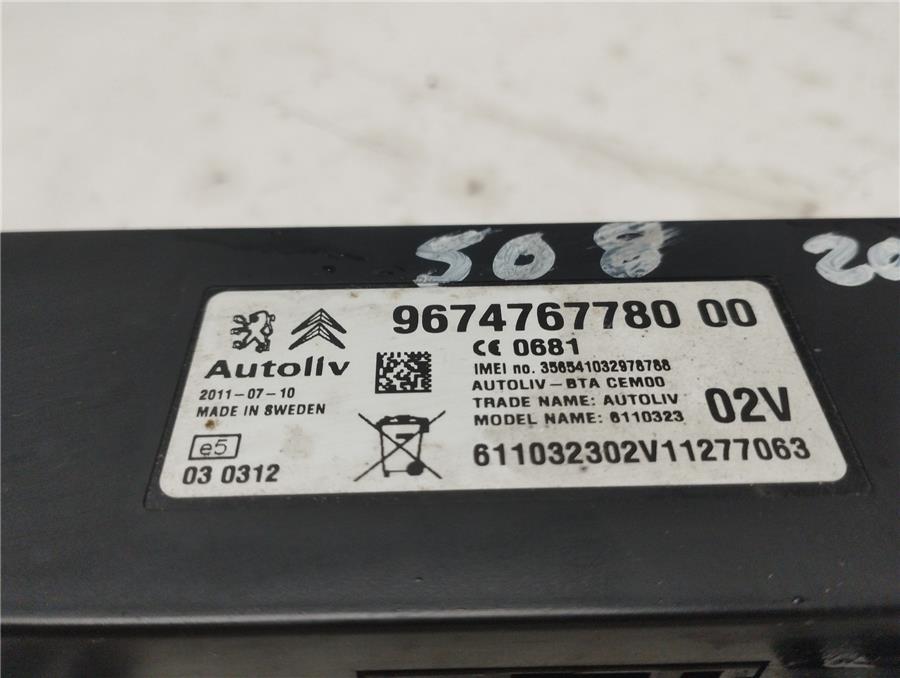 508 20
9674767780 00
CE 0681
Autoliv
IMEI no. 356541032978788
AUTOLIV-BTA CEM00
2011-07-10
TRADE NAME: AUTOLIV
MADE IN SWEDEN
MODEL NAME: 6110323
02V
e5
03 0312
611032302V11277063